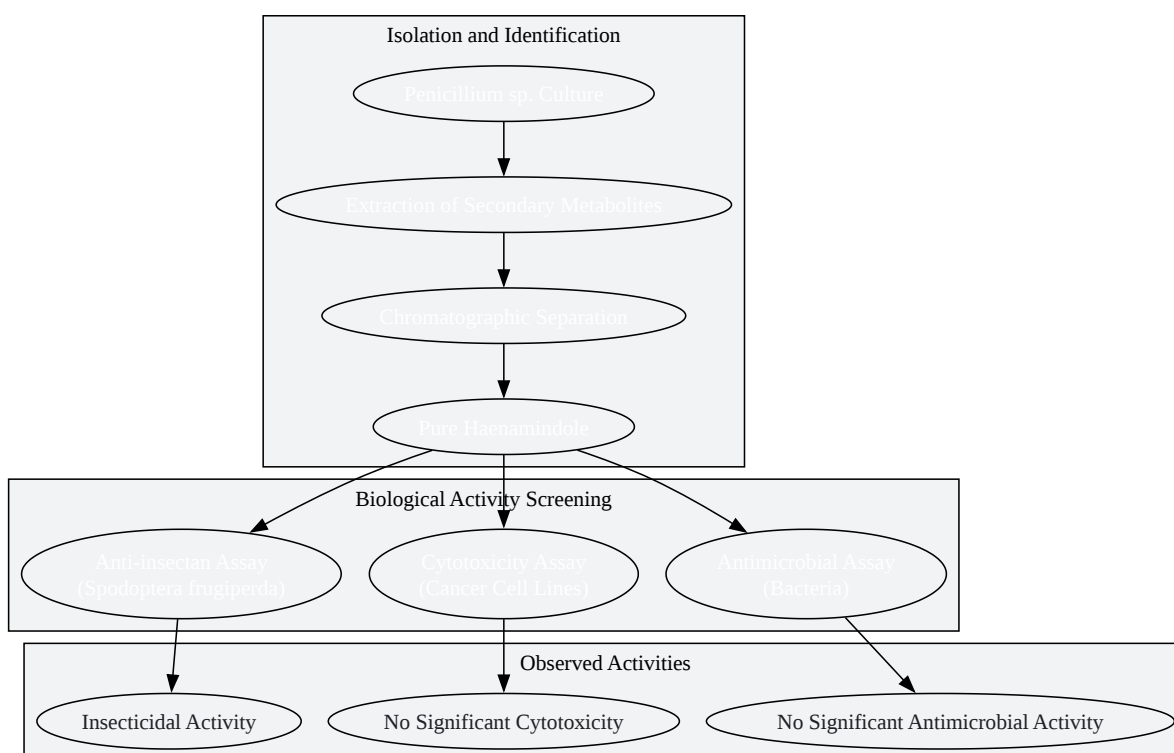 Isolation and Identification
Penicillium sp. Culture
Extraction of Secondary Metabolites
Chromatographic Separation
Pure Haenamindole
Biological Activity Screening
Anti-insectan Assay
(Spodoptera frugiperda)
Cytotoxicity Assay
(Cancer Cell Lines)
Antimicrobial Assay
(Bacteria)
Observed Activities
Insecticidal Activity
No Significant Cytotoxicity
No Significant Antimicrobial Activity